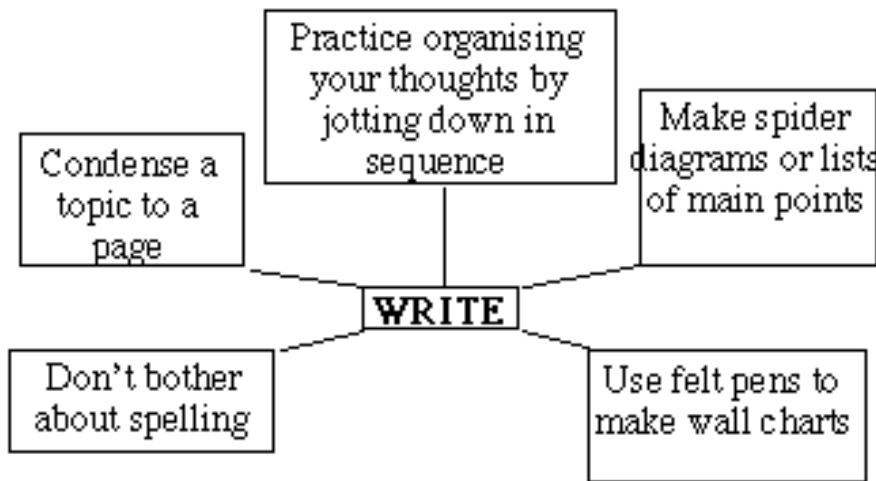 Practice organising
your thoughts by
jotting down in
sequence
Condense a
topic to a
page
Make spider
diagrams or lists
of main points
WRITE
Don't bother
about spelling
Use felt pens to
make wall charts